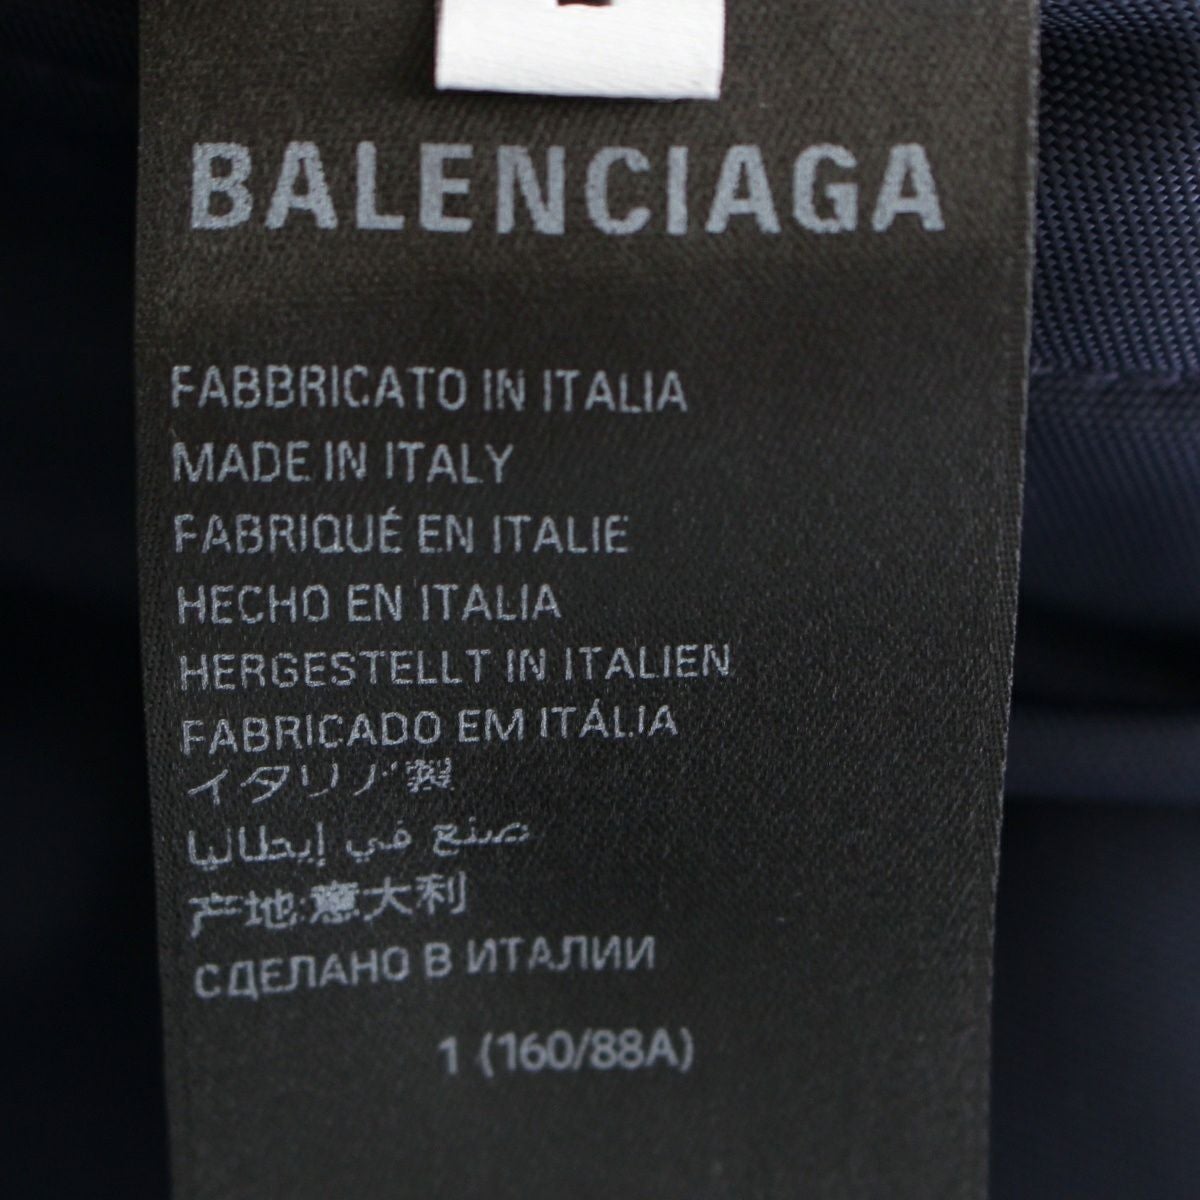 BALENCIAGA
FABBRICATO IN ITALIA
MADE IN ITALY
FABRIQUÉ EN ITALIE
HECHO EN ITALIA
HERGESTELLT IN ITALIEN
FABRICADO EM ITÁLIA
イタリア製
صنع في إيطاليا
产地:意大利
СДЕЛАНО В ИТАЛИИ
1 (160/88A)